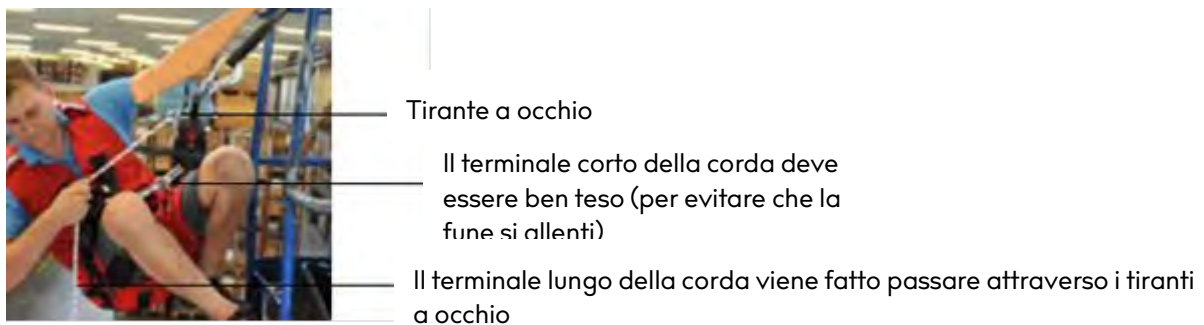 Tirante a occhio
Il terminale corto della corda deve
essere ben teso (per evitare che la
fune si allenti)
Il terminale lungo della corda viene fatto passare attraverso i tiranti
a occhio